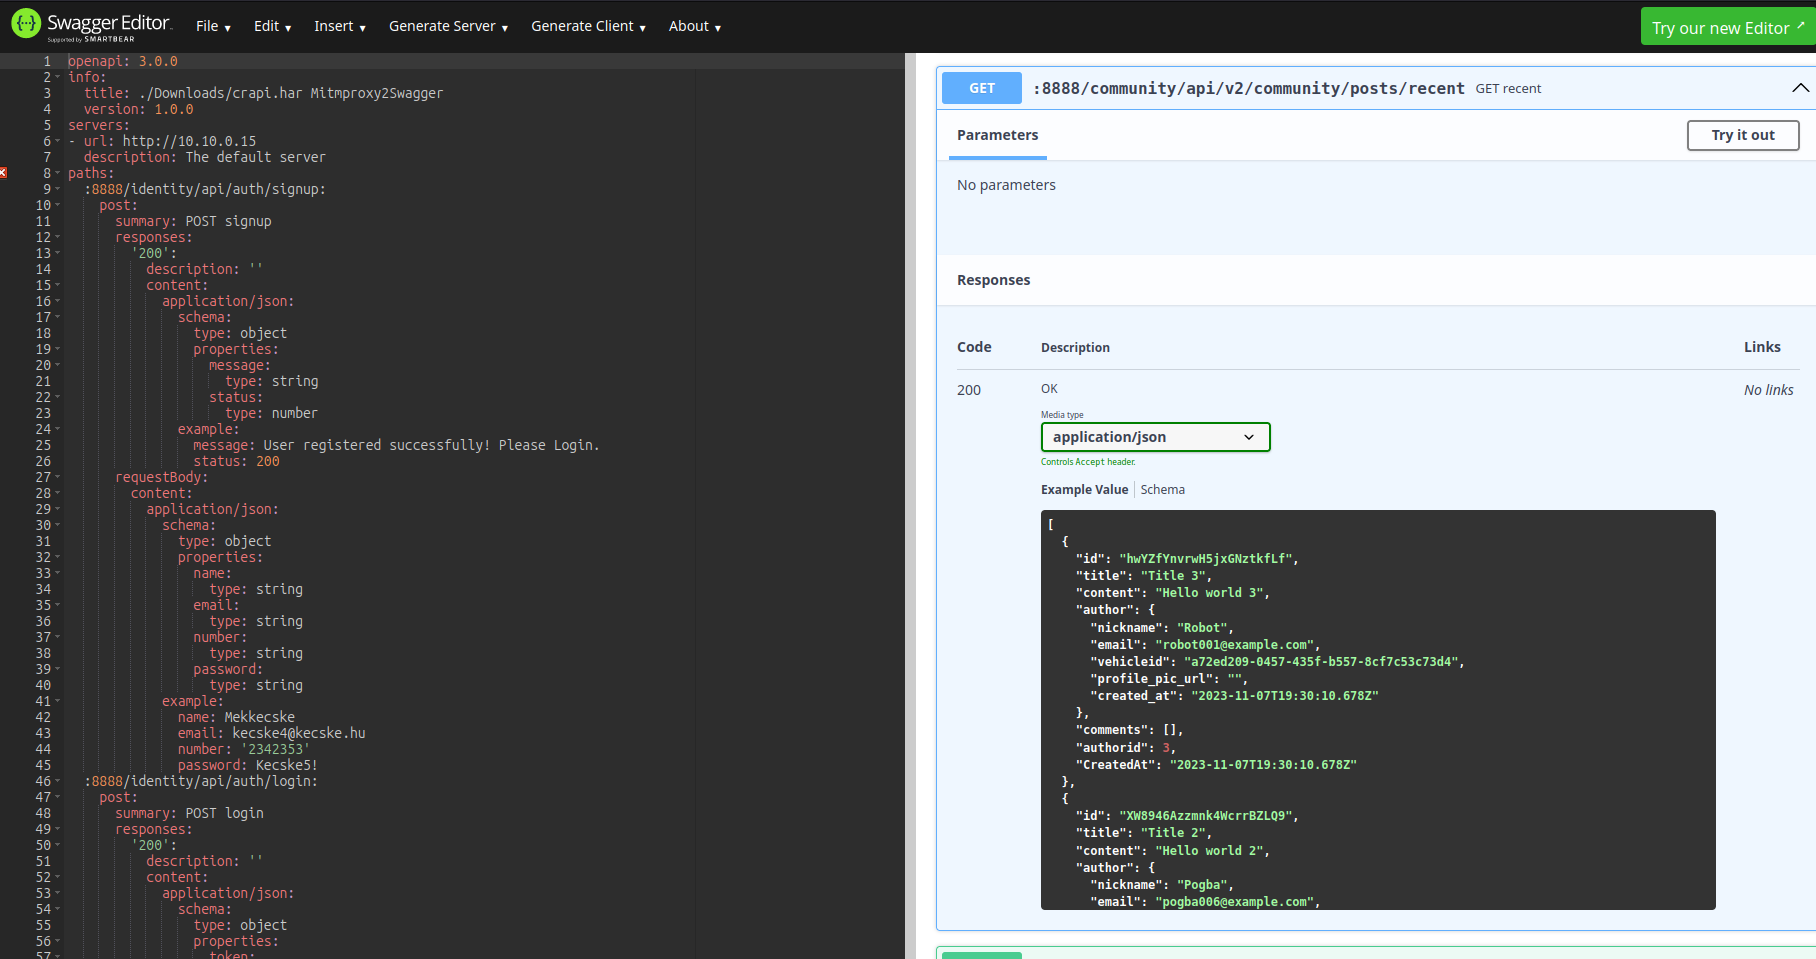 Swagger Editor
Supported by SMARTBEAR
File
Edit
Insert
Generate Server
Generate Client
About
Try our new Editor
1 openapi: 3.0.0
2 info:
3 title: ./Downloads/crapi.har Mitmproxy2Swagger
4 version: 1.0.0
5 servers:
6 - url: http://10.10.0.15
7 description: The default server
8 paths:
9 :8888/identity/api/auth/signup:
10 post:
11 summary: POST signup
12 responses:
13 '200':
14 description: ''
15 content:
16 application/json:
17 schema:
18 type: object
19 properties:
20 message:
21 type: string
22 status:
23 type: number
24 example:
25 message: User registered successfully! Please Login.
26 status: 200
27 requestBody:
28 content:
29 application/json:
30 schema:
31 type: object
32 properties:
33 name:
34 type: string
35 email:
36 type: string
37 number:
38 type: string
39 password:
40 type: string
41 example:
42 name: Mekkecske
43 email: kecske4@kecske.hu
44 number: '2342353'
45 password: Kecske5!
46 :8888/identity/api/auth/login:
47 post:
48 summary: POST login
49 responses:
50 '200':
51 description: ''
52 content:
53 application/json:
54 schema:
55 type: object
56 properties:
57 token:
GET :8888/community/api/v2/community/posts/recent GET recent
Parameters
Try it out
No parameters
Responses
Code Description Links
200 OK No links
Media type
application/json
Controls Accept header.
Example Value Schema
[
{
"id": "hwYZfYnvrwH5jxGNztkfLf",
"title": "Title 3",
"content": "Hello world 3",
"author": {
"nickname": "Robot",
"email": "robot001@example.com",
"vehicleid": "a72ed209-0457-435f-b557-8cf7c53c73d4",
"profile_pic_url": "",
"created_at": "2023-11-07T19:30:10.678Z"
},
"comments": [],
"authorid": 3,
"CreatedAt": "2023-11-07T19:30:10.678Z"
},
{
"id": "XW8946Azzmnk4WcrrBZLQ9",
"title": "Title 2",
"content": "Hello world 2",
"author": {
"nickname": "Pogba",
"email": "pogba006@example.com",